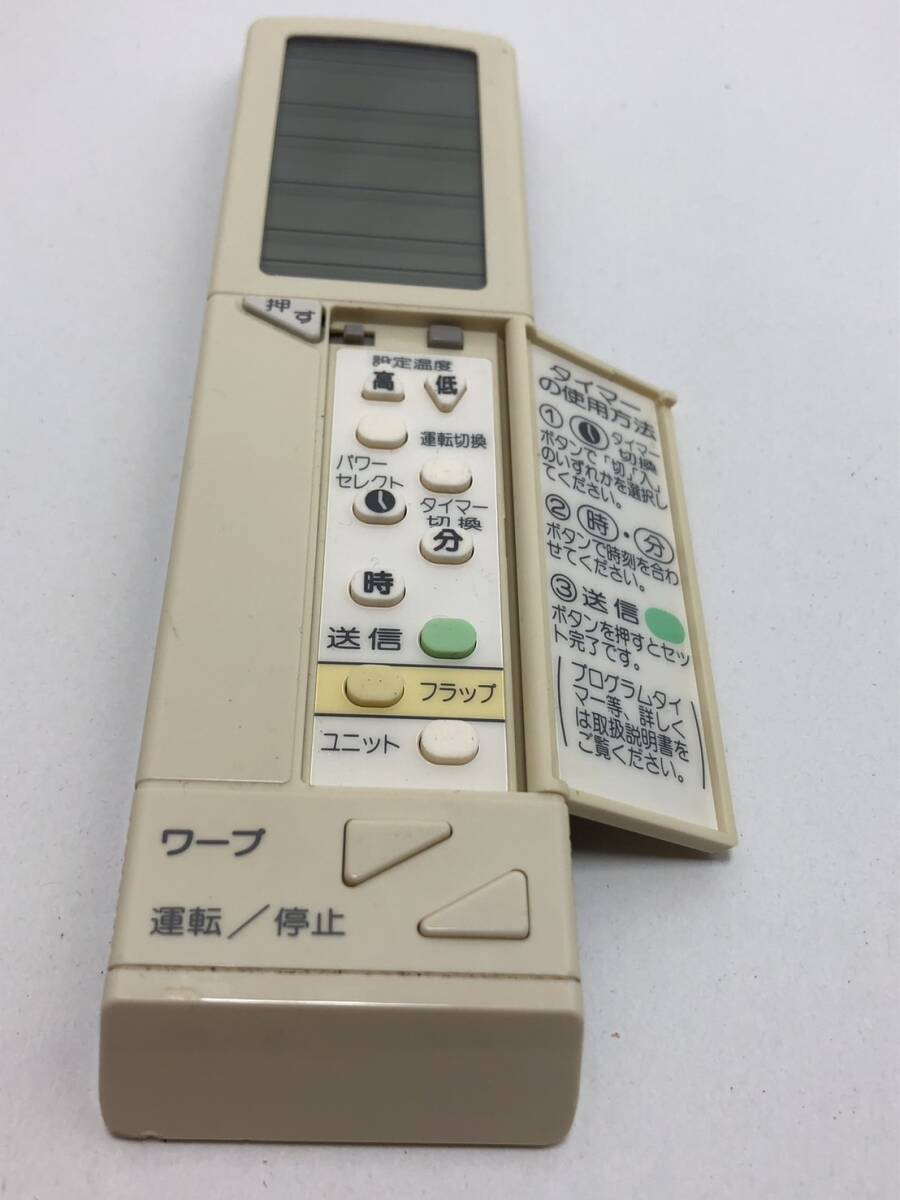 押す
設定温度
高
低
運転切換
パワー
セレクト
タイマー
切換
分
時
送信
フラップ
ユニット
ワープ
運転／停止
タイマー
の使用方法
① タイマー切換
ボタンで「切」「入」
のいずれかを選択し
てください。
② 時・分
ボタンで時刻を合わ
せてください。
③送信
ボタンを押すとセッ
ト完了です。
プログラムタイ
マー等、詳しく
は取扱説明書を
ご覧ください。